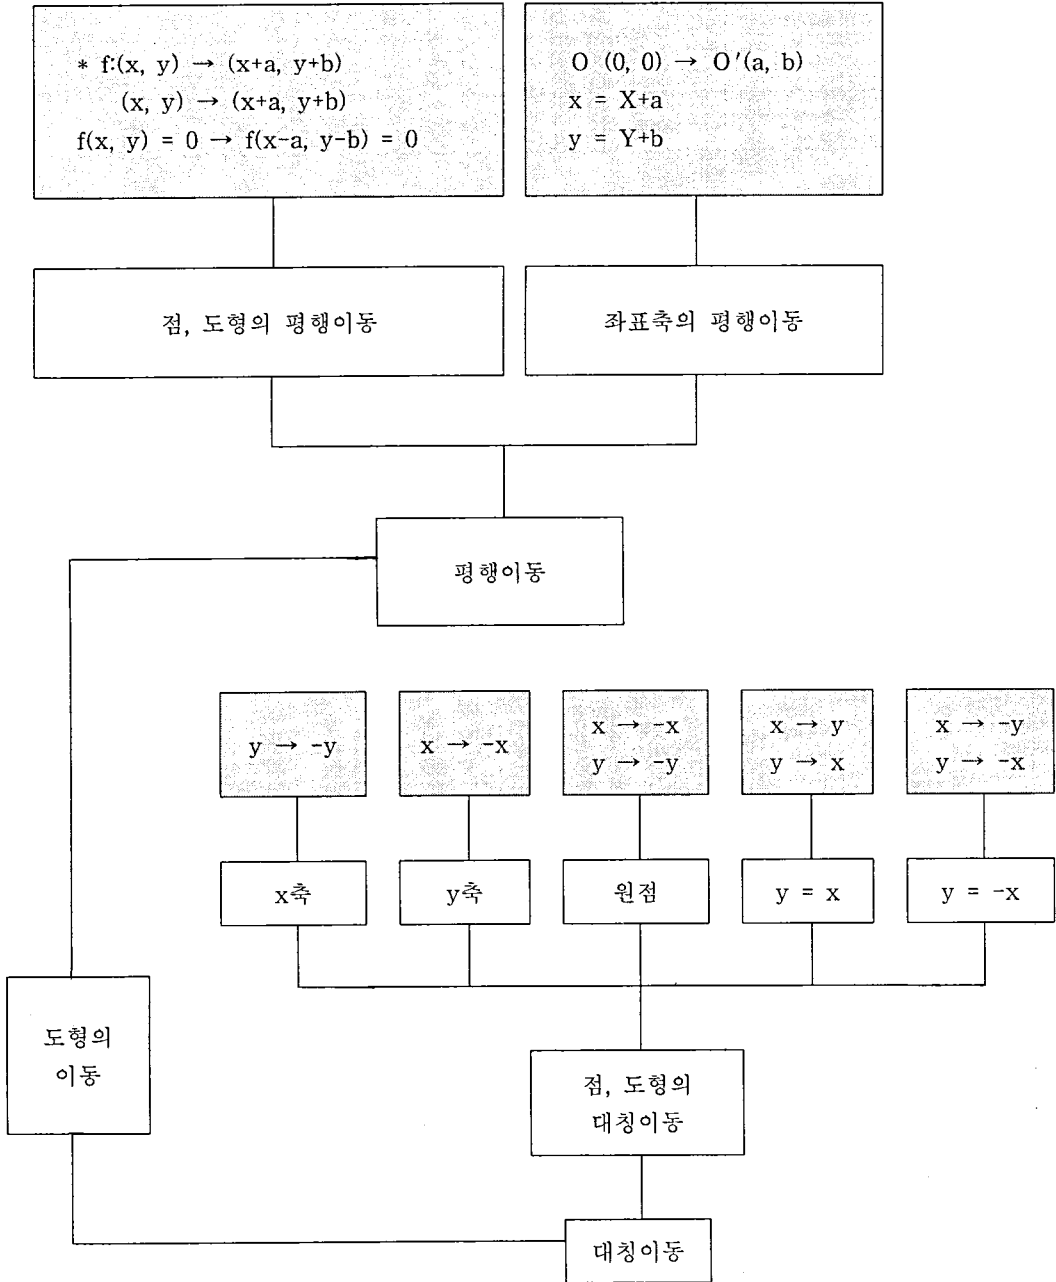 * f:(x, y) → (x+a, y+b)
(x, y) → (x+a, y+b)
f(x, y) = 0 → f(x-a, y-b) = 0
O (0, 0) → O′(a, b)
x = X+a
y = Y+b
점, 도형의 평행이동
좌표축의 평행이동
평행이동
y → -y
x → -x
x → -x
y → -y
x → y
y → x
x → -y
y → -x
x축
y축
원점
y = x
y = -x
도형의
이동
점, 도형의
대칭이동
대칭이동